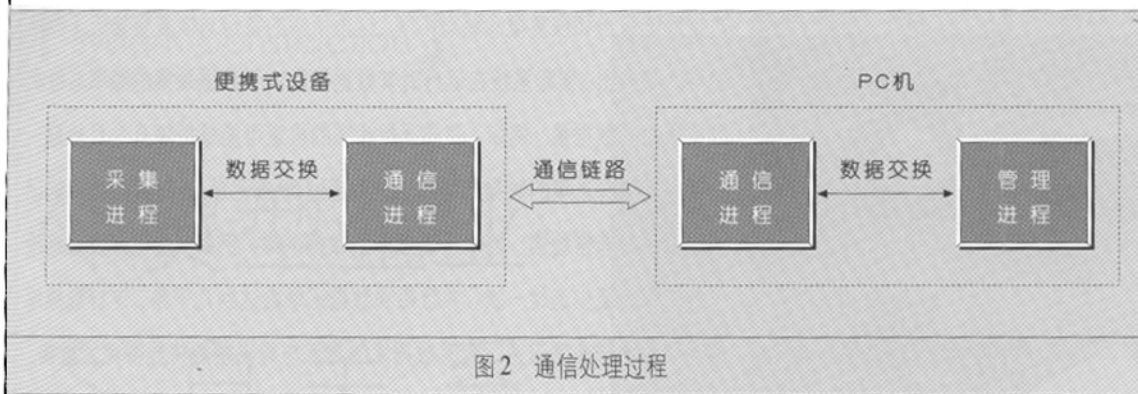 便携式设备
PC机
采集
进程
数据交换
通信
进程
通信链路
通信
进程
数据交换
管理
进程
图2 通信处理过程